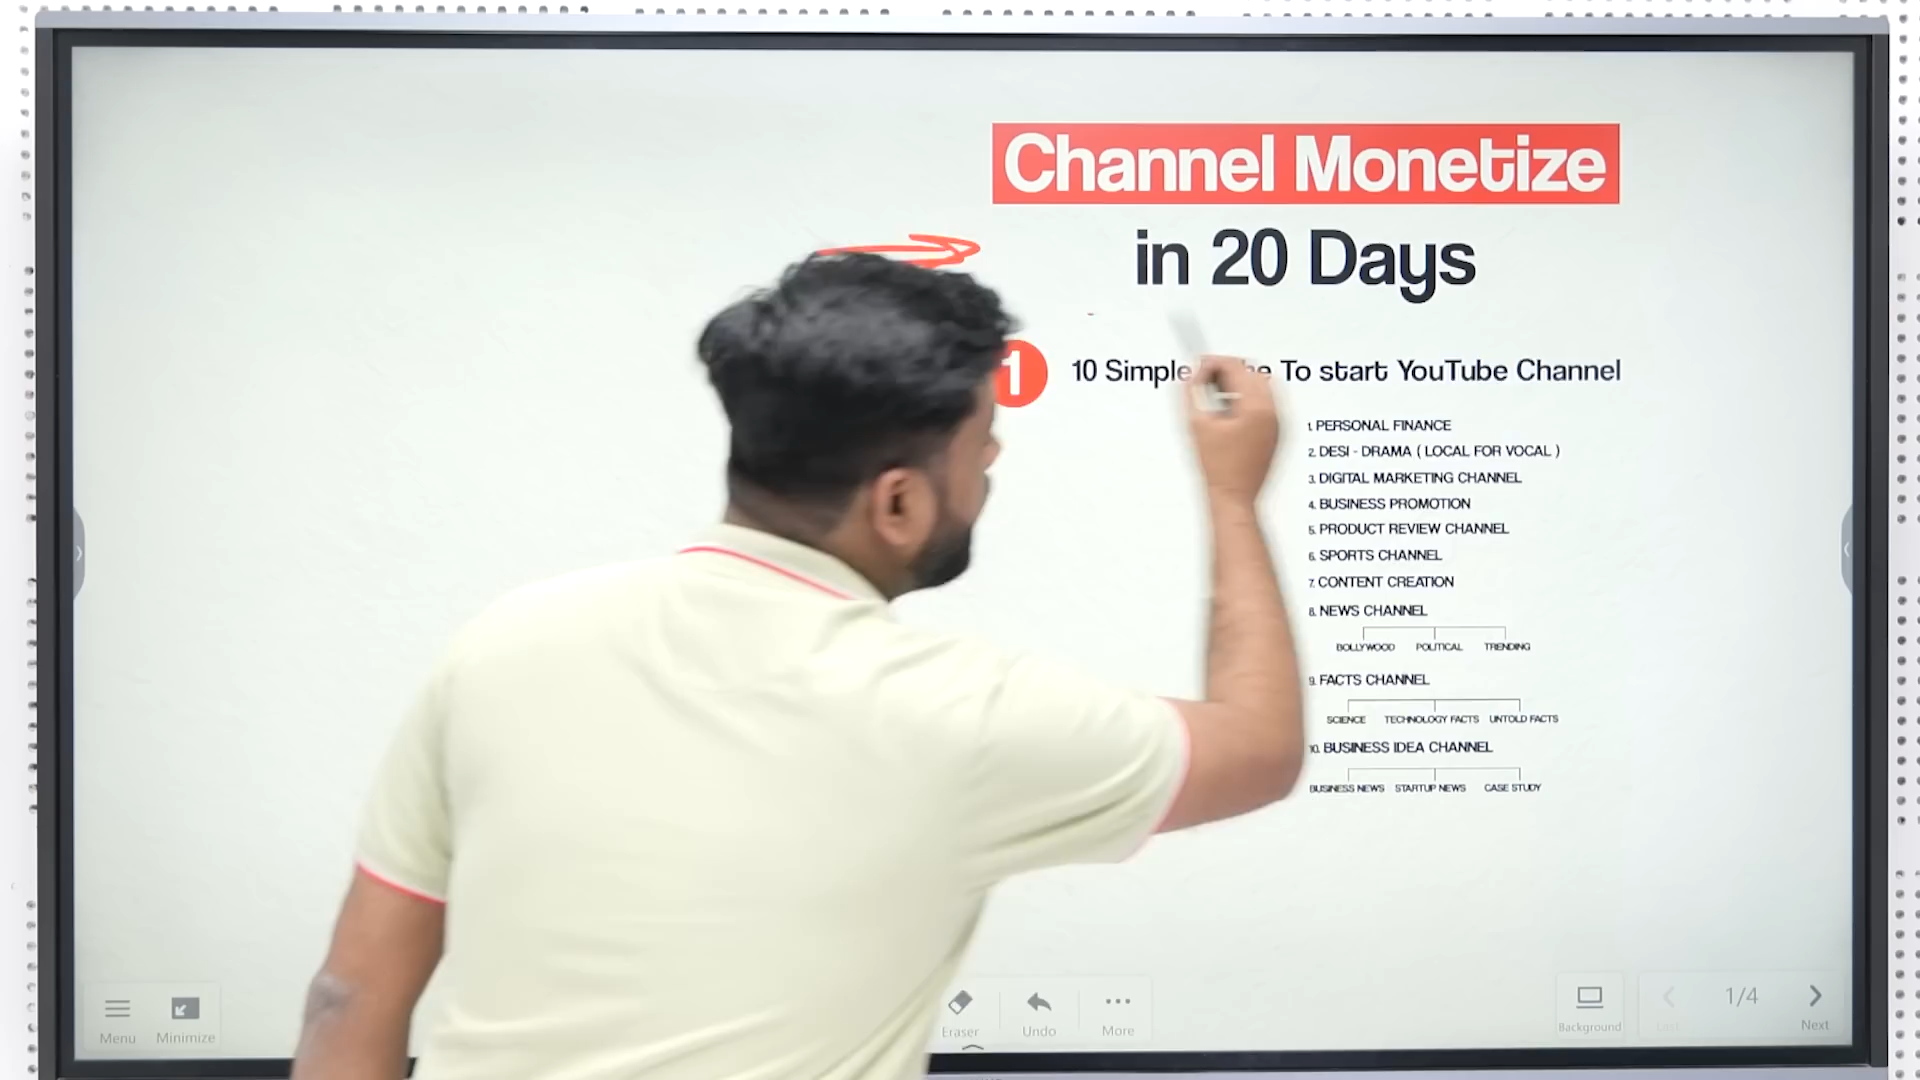 Channel Monetize
in 20 Days
1 10 Simple To start YouTube Channel
1. PERSONAL FINANCE
2. DESI - DRAMA ( LOCAL FOR VOCAL )
3. DIGITAL MARKETING CHANNEL
4. BUSINESS PROMOTION
5. PRODUCT REVIEW CHANNEL
6. SPORTS CHANNEL
7. CONTENT CREATION
8. NEWS CHANNEL
BOLLYWOOD POLITICAL TRENDING
9. FACTS CHANNEL
SCIENCE TECHNOLOGY FACTS UNTOLD FACTS
10. BUSINESS IDEA CHANNEL
BUSINESS NEWS STARTUP NEWS CASE STUDY
Menu Minimize Eraser Undo More Background 1/4 Next